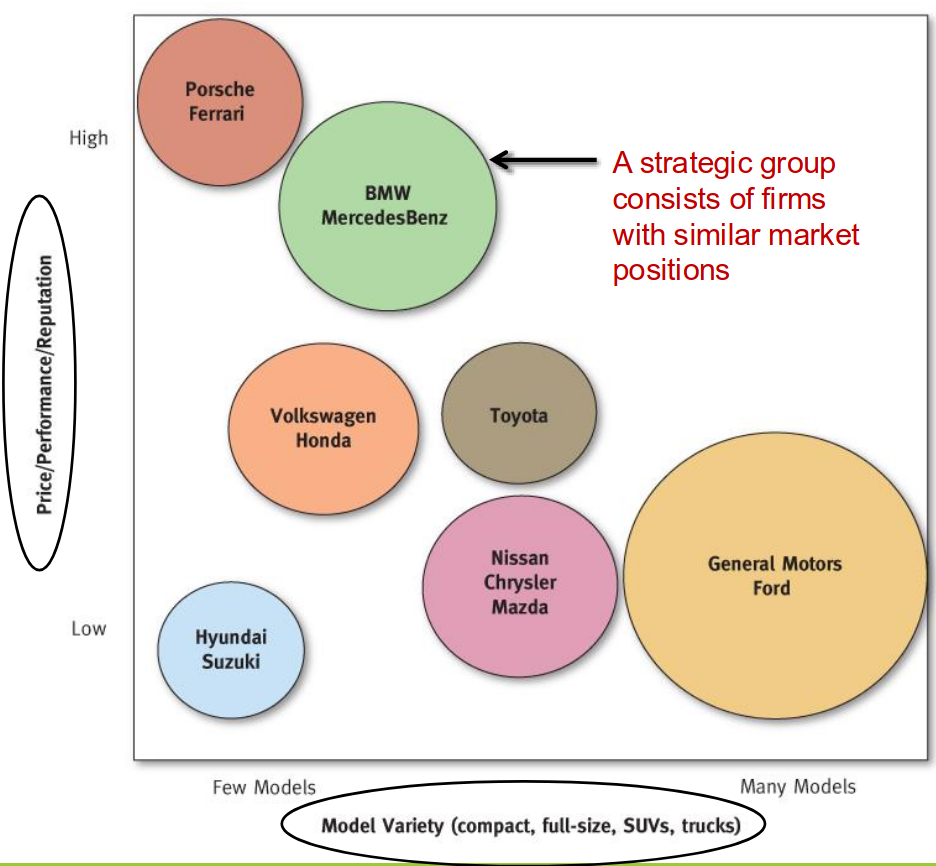 Porsche
Ferrari
High
BMW
MercedesBenz
A strategic group
consists of firms
with similar market
positions
Price/Performance/Reputation
Volkswagen
Honda
Toyota
Nissan
Chrysler
Mazda
General Motors
Ford
Low
Hyundai
Suzuki
Few Models
Many Models
Model Variety (compact, full-size, SUVs, trucks)